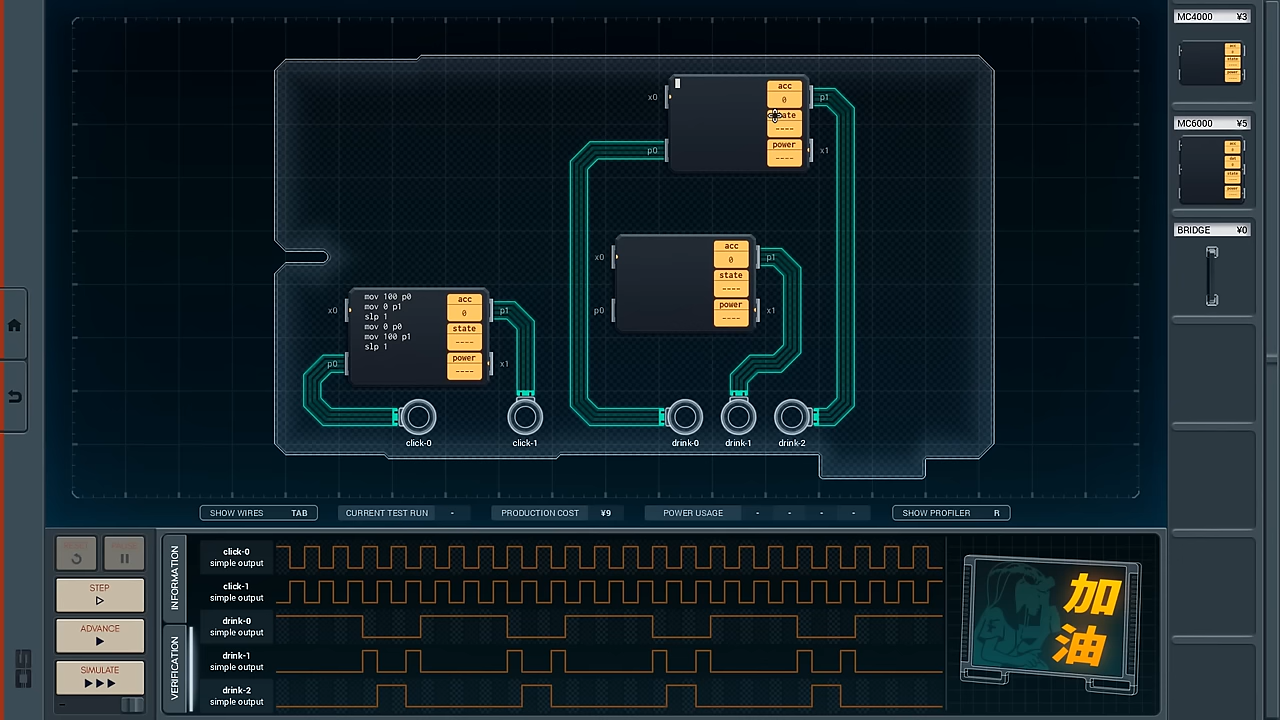 MC4000 ¥3
MC6000 ¥5
BRIDGE ¥0
x0
acc
0
p1
----
p0
power
----
x1
x0
acc
0
p1
state
----
p0
power
----
x1
x0
mov 100 p0
mov 0 p1
slp 1
mov 0 p0
mov 100 p1
slp 1
acc
0
p1
state
----
p0
power
----
x1
click-0
click-1
drink-0
drink-1
drink-2
SHOW WIRES TAB
CURRENT TEST RUN -
PRODUCTION COST ¥9
POWER USAGE - - - -
SHOW PROFILER R
STEP
ADVANCE
SIMULATE
INFORMATION
VERIFICATION
click-0
simple output
click-1
simple output
drink-0
simple output
drink-1
simple output
drink-2
simple output
加
油